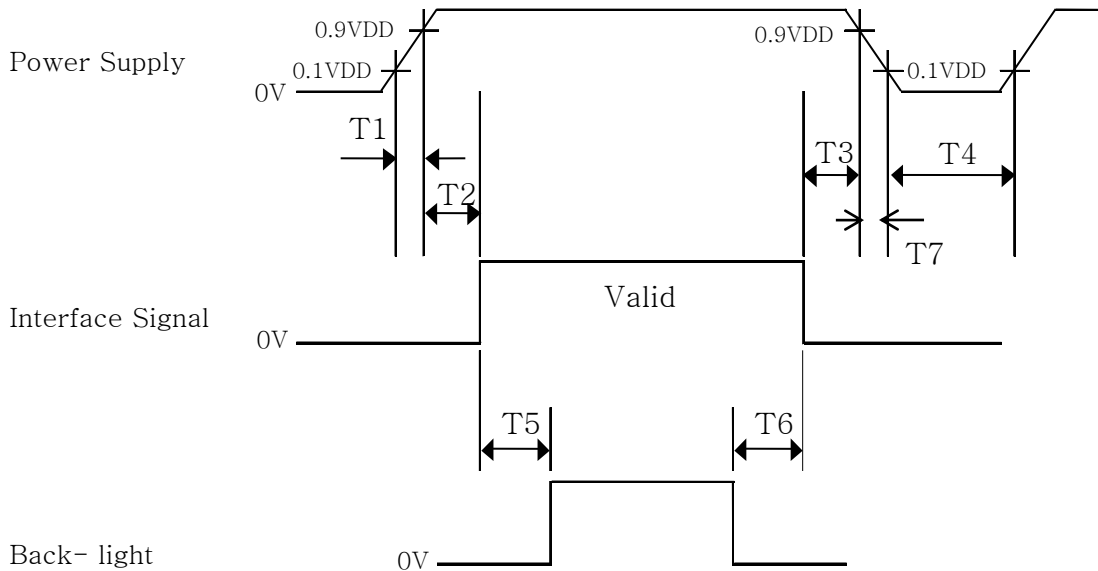 0.9VDD
0.9VDD
Power Supply
0.1VDD
0.1VDD
0V
T1
T3
T4
T2
T7
Valid
Interface Signal
0V
T5
T6
Back- light
0V